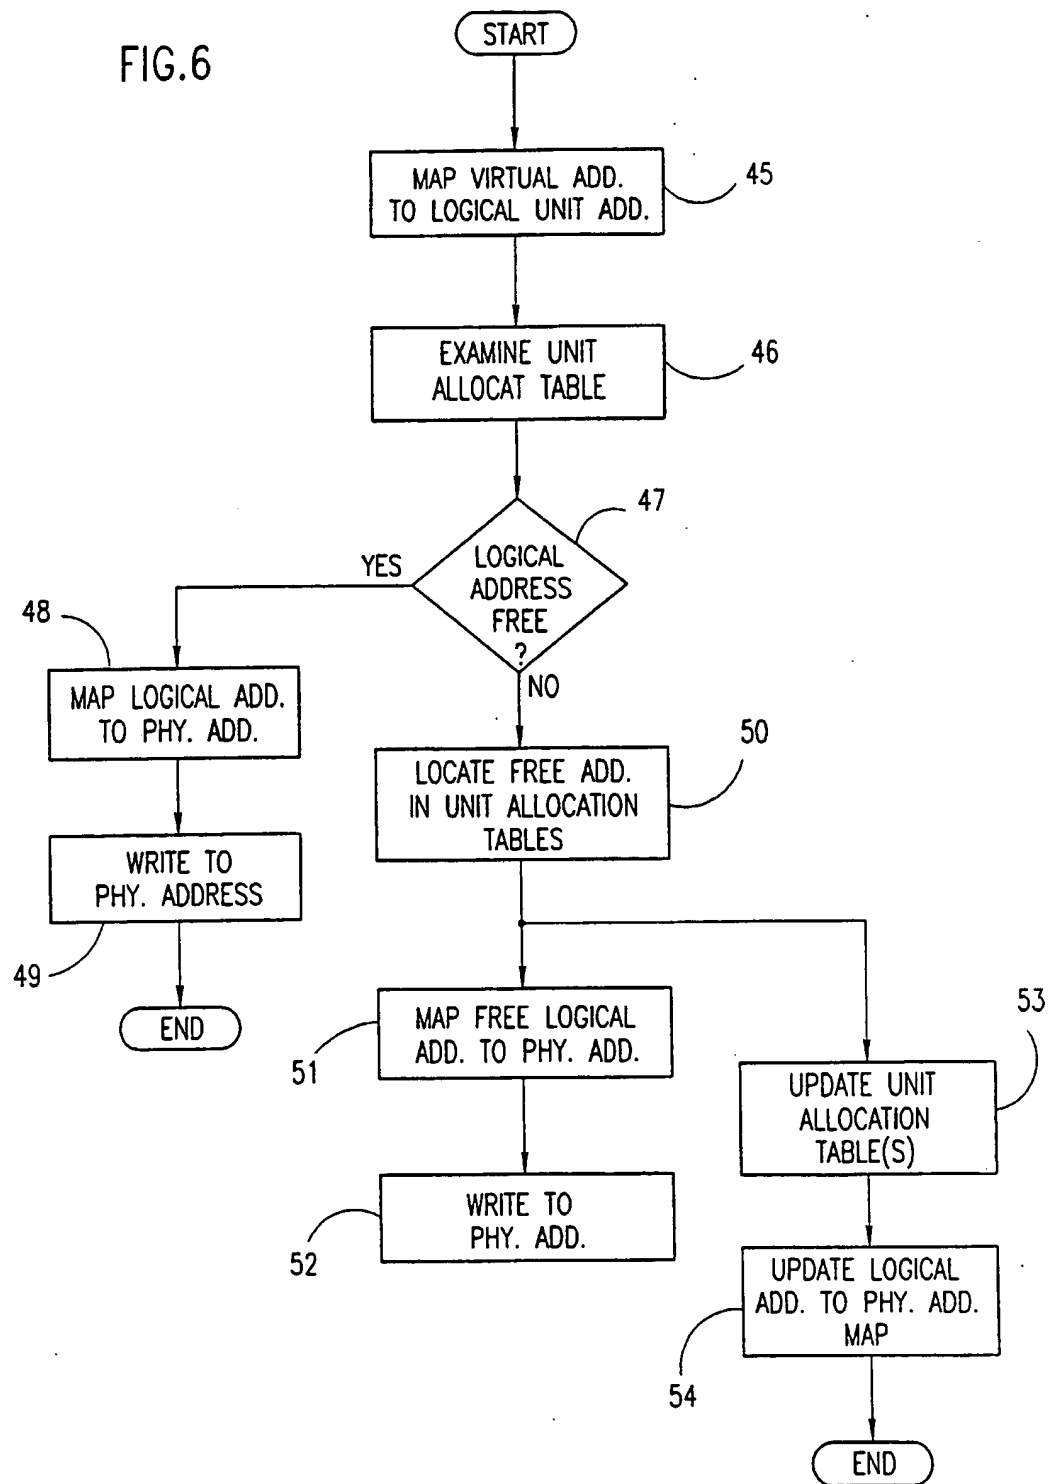 FIG.6
START
MAP VIRTUAL ADD.
TO LOGICAL UNIT ADD.
45
EXAMINE UNIT
ALLOCAT TABLE
46
47
LOGICAL
ADDRESS
FREE
?
YES
NO
48
MAP LOGICAL ADD.
TO PHY. ADD.
WRITE TO
PHY. ADDRESS
49
END
50
LOCATE FREE ADD.
IN UNIT ALLOCATION
TABLES
MAP FREE LOGICAL
ADD. TO PHY. ADD.
51
WRITE TO
PHY. ADD.
52
53
UPDATE UNIT
ALLOCATION
TABLE(S)
UPDATE LOGICAL
ADD. TO PHY. ADD.
MAP
54
END